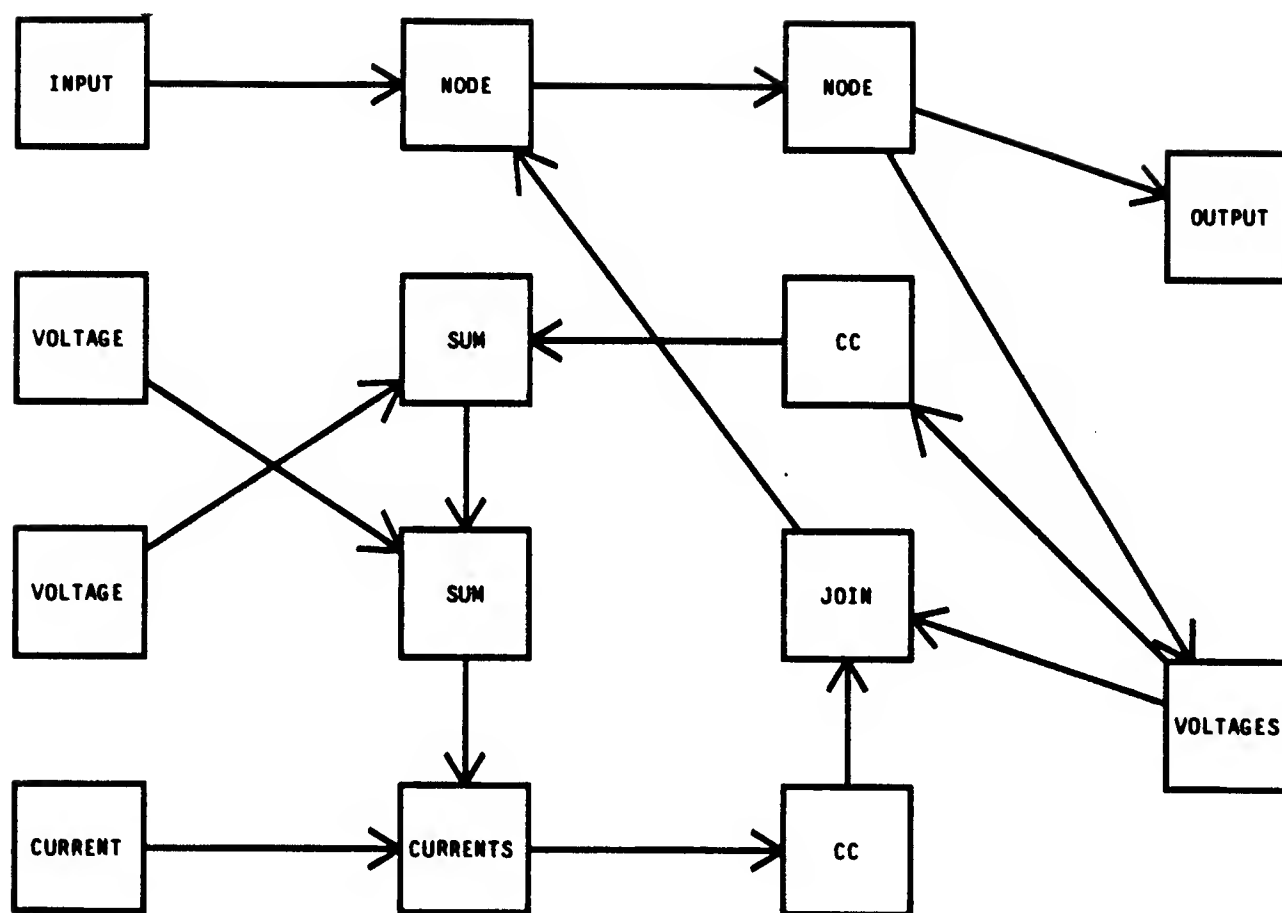 INPUT
NODE
NODE
OUTPUT
VOLTAGE
SUM
CC
VOLTAGE
SUM
JOIN
VOLTAGES
CURRENT
CURRENTS
CC